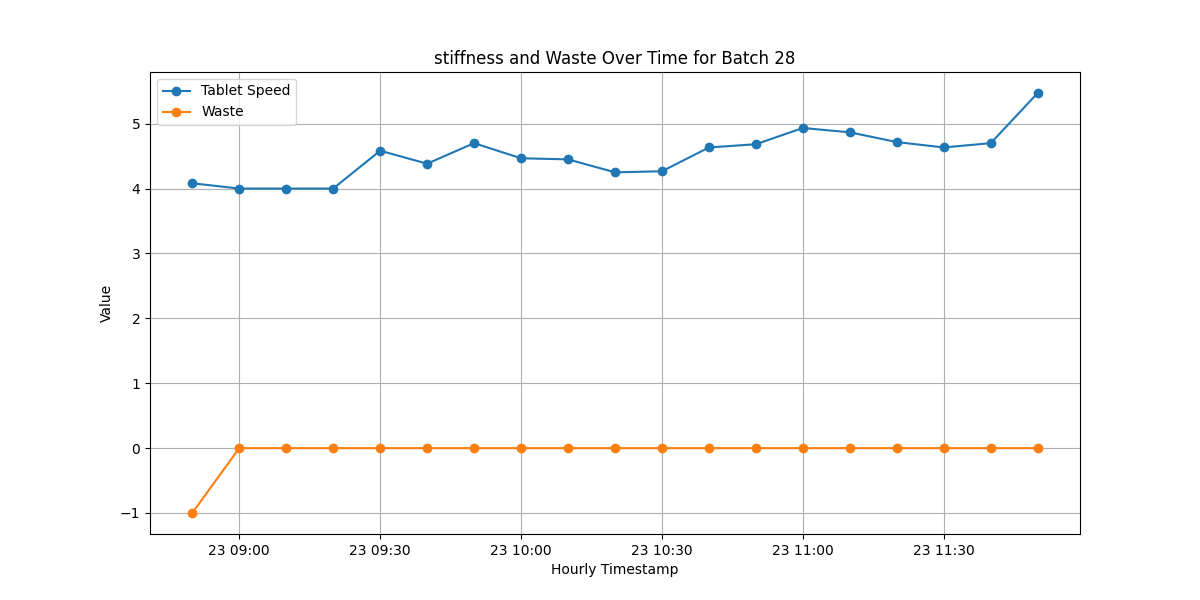 stiffness and Waste Over Time for Batch 28
Tablet Speed
Waste
Value
5
4
3
2
1
0
−1
23 09:00 23 09:30 23 10:00 23 10:30 23 11:00 23 11:30
Hourly Timestamp